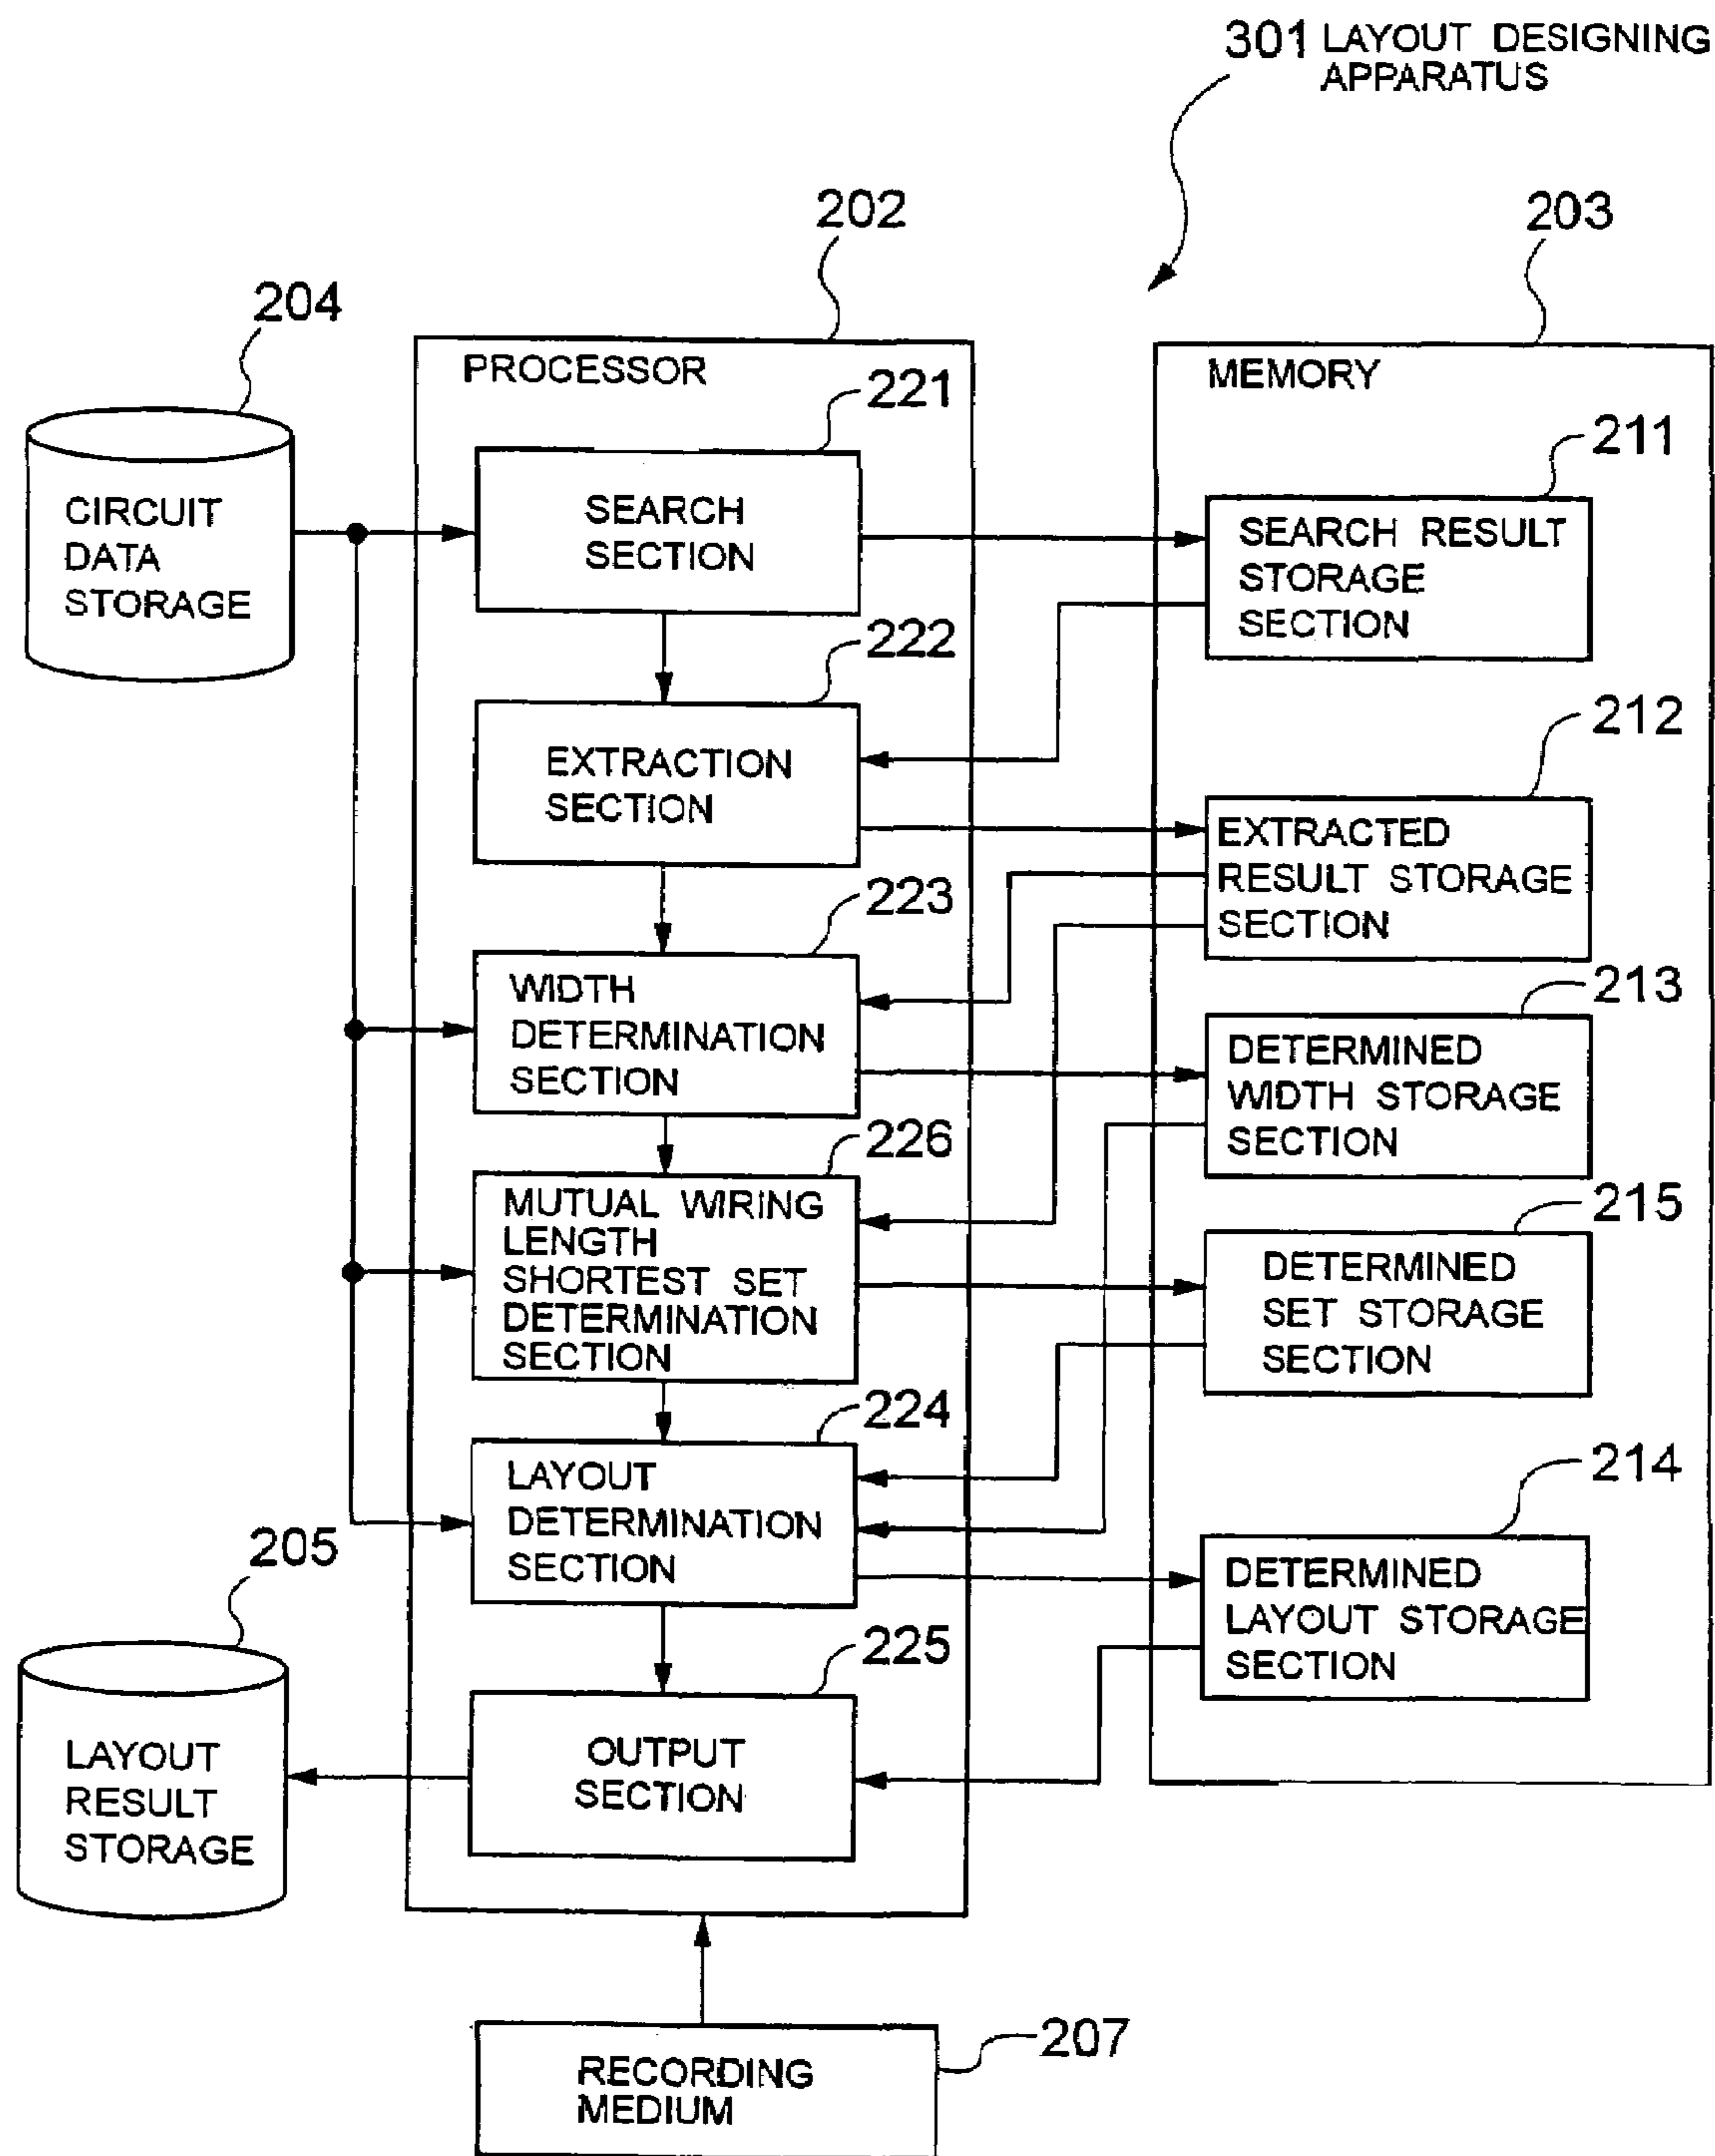 301 LAYOUT DESIGNING
APPARATUS
202
203
204
PROCESSOR
MEMORY
221
211
CIRCUIT
DATA
STORAGE
SEARCH
SECTION
SEARCH RESULT
STORAGE
SECTION
222
212
EXTRACTION
SECTION
EXTRACTED
RESULT STORAGE
SECTION
223
213
WIDTH
DETERMINATION
SECTION
DETERMINED
WIDTH STORAGE
SECTION
226
215
MUTUAL WIRING
LENGTH
SHORTEST SET
DETERMINATION
SECTION
DETERMINED
SET STORAGE
SECTION
224
214
LAYOUT
DETERMINATION
SECTION
DETERMINED
LAYOUT STORAGE
SECTION
205
225
LAYOUT
RESULT
STORAGE
OUTPUT
SECTION
207
RECORDING
MEDIUM